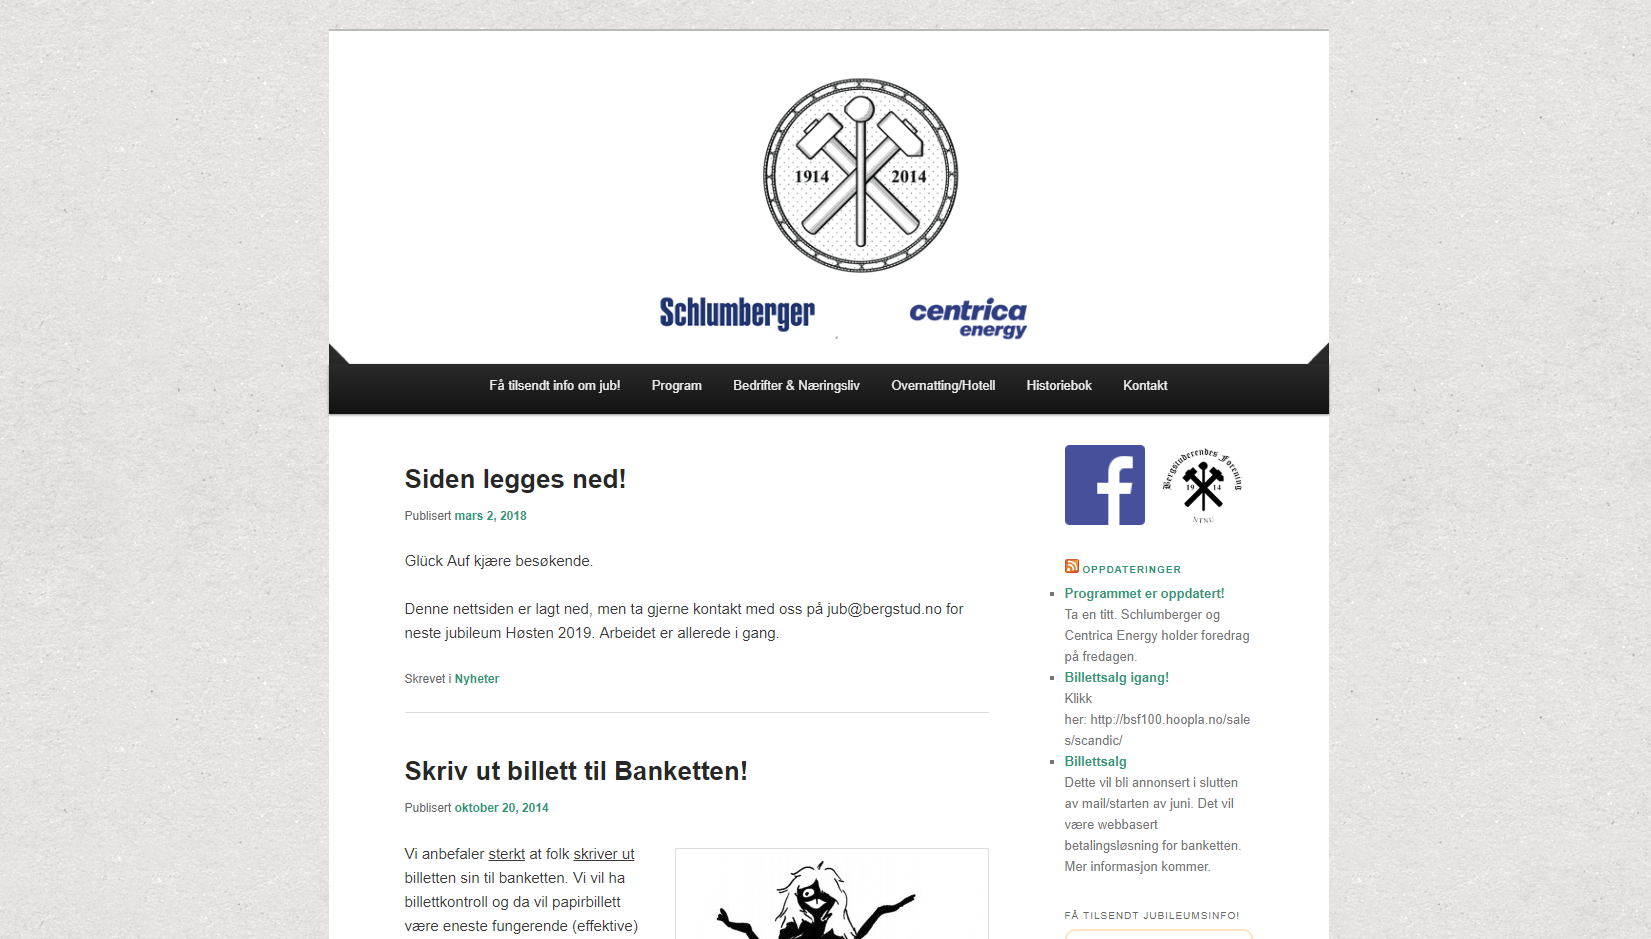 1914 2014
Schlumberger
centrica
energy
Få tilsendt info om jub! Program Bedrifter & Næringsliv Overnatting/Hotell Historiebok Kontakt
Siden legges ned!
Publisert mars 2, 2018
Glück Auf kjære besøkende.
Denne nettsiden er lagt ned, men ta gjerne kontakt med oss på jub@bergstud.no for
neste jubileum Høsten 2019. Arbeidet er allerede i gang.
Skrevet i Nyheter
Skriv ut billett til Banketten!
Publisert oktober 20, 2014
Vi anbefaler sterkt at folk skriver ut
billetten sin til banketten. Vi vil ha
billettkontroll og da vil papirbillett
være eneste fungerende (effektive)
f
Bergstuderendes Forening
19 14
NTNU
OPPDATERINGER
Programmet er oppdatert!
Ta en titt. Schlumberger og
Centrica Energy holder foredrag
på fredagen.
Billettsalg igang!
Klikk
her: http://bsf100.hoopla.no/sale
s/scandic/
Billettsalg
Dette vil bli annonsert i slutten
av mail/starten av juni. Det vil
være webbasert
betalingsløsning for banketten.
Mer informasjon kommer.
FÅ TILSENDT JUBILEUMSINFO!